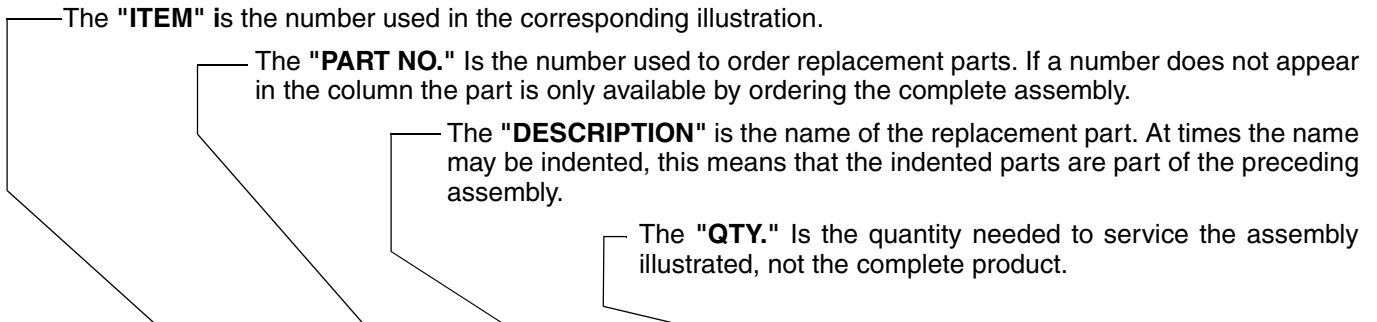 The "ITEM" is the number used in the corresponding illustration.
The "PART NO." Is the number used to order replacement parts. If a number does not appear
in the column the part is only available by ordering the complete assembly.
The "DESCRIPTION" is the name of the replacement part. At times the name
may be indented, this means that the indented parts are part of the preceding
assembly.
The "QTY." Is the quantity needed to service the assembly
illustrated, not the complete product.